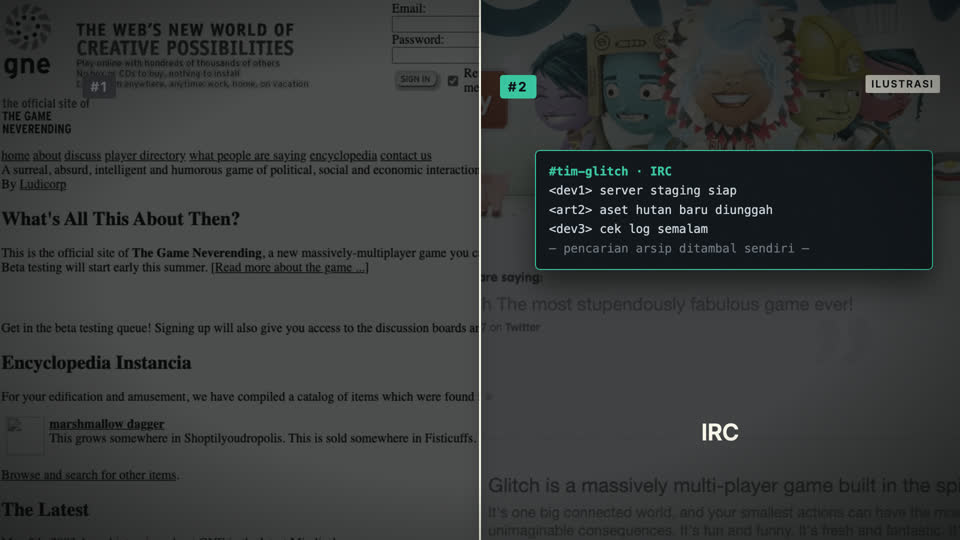 gne
THE WEB'S NEW WORLD OF
CREATIVE POSSIBILITIES
Play online with hundreds of thousands of others
No box or CDs to buy, nothing to install
anywhere, anytime: work, home, on vacation
Email:
Password:
SIGN IN
Re
me
#1
the official site of
THE GAME
NEVERENDING
home about discuss player directory what people are saying encyclopedia contact us
A surreal, absurd, intelligent and humorous game of political, social and economic interaction
By Ludicorp
What's All This About Then?
This is the official site of The Game Neverending, a new massively-multiplayer game you c
Beta testing will start early this summer. [Read more about the game ...]
Get in the beta testing queue! Signing up will also give you access to the discussion boards a
Encyclopedia Instancia
For your edification and amusement, we have compiled a catalog of items which were found
marshmallow dagger
This grows somewhere in Shoptilyoudropolis. This is sold somewhere in Fisticuffs.
Browse and search for other items.
The Latest
#2
ILUSTRASI
#tim-glitch · IRC
<dev1> server staging siap
<art2> aset hutan baru diunggah
<dev3> cek log semalam
— pencarian arsip ditambal sendiri —
are saying:
h The most stupendously fabulous game ever!
7 on Twitter
IRC
Glitch is a massively multi-player game built in the spi
It's one big connected world, and your smallest actions can have the mo
unimaginable consequences. It's fun and funny. It's fresh and fantastic. W